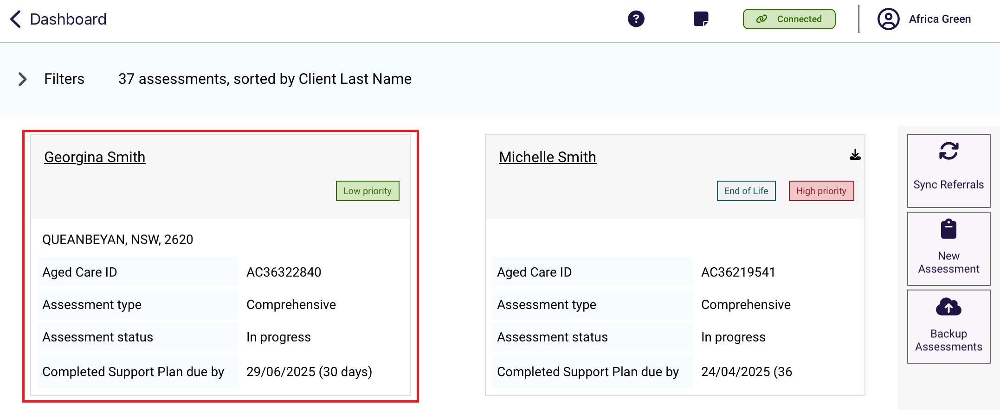 Dashboard
? Connected Africa Green
Filters 37 assessments, sorted by Client Last Name
Georgina Smith
Low priority
QUEANBEYAN, NSW, 2620
Aged Care ID AC36322840
Assessment type Comprehensive
Assessment status In progress
Completed Support Plan due by 29/06/2025 (30 days)
Michelle Smith
End of Life High priority
Aged Care ID AC36219541
Assessment type Comprehensive
Assessment status In progress
Completed Support Plan due by 24/04/2025 (36
Sync Referrals
New
Assessment
Backup
Assessments